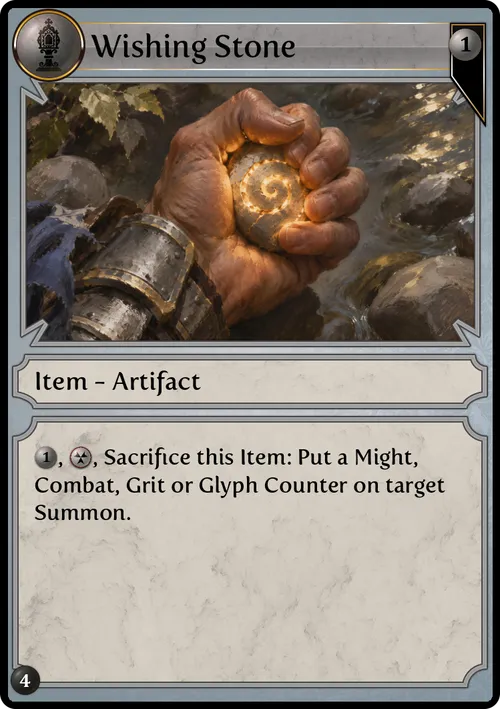 Wishing Stone
1
Item – Artifact
1, , Sacrifice this Item: Put a Might,
Combat, Grit or Glyph Counter on target
Summon.
4